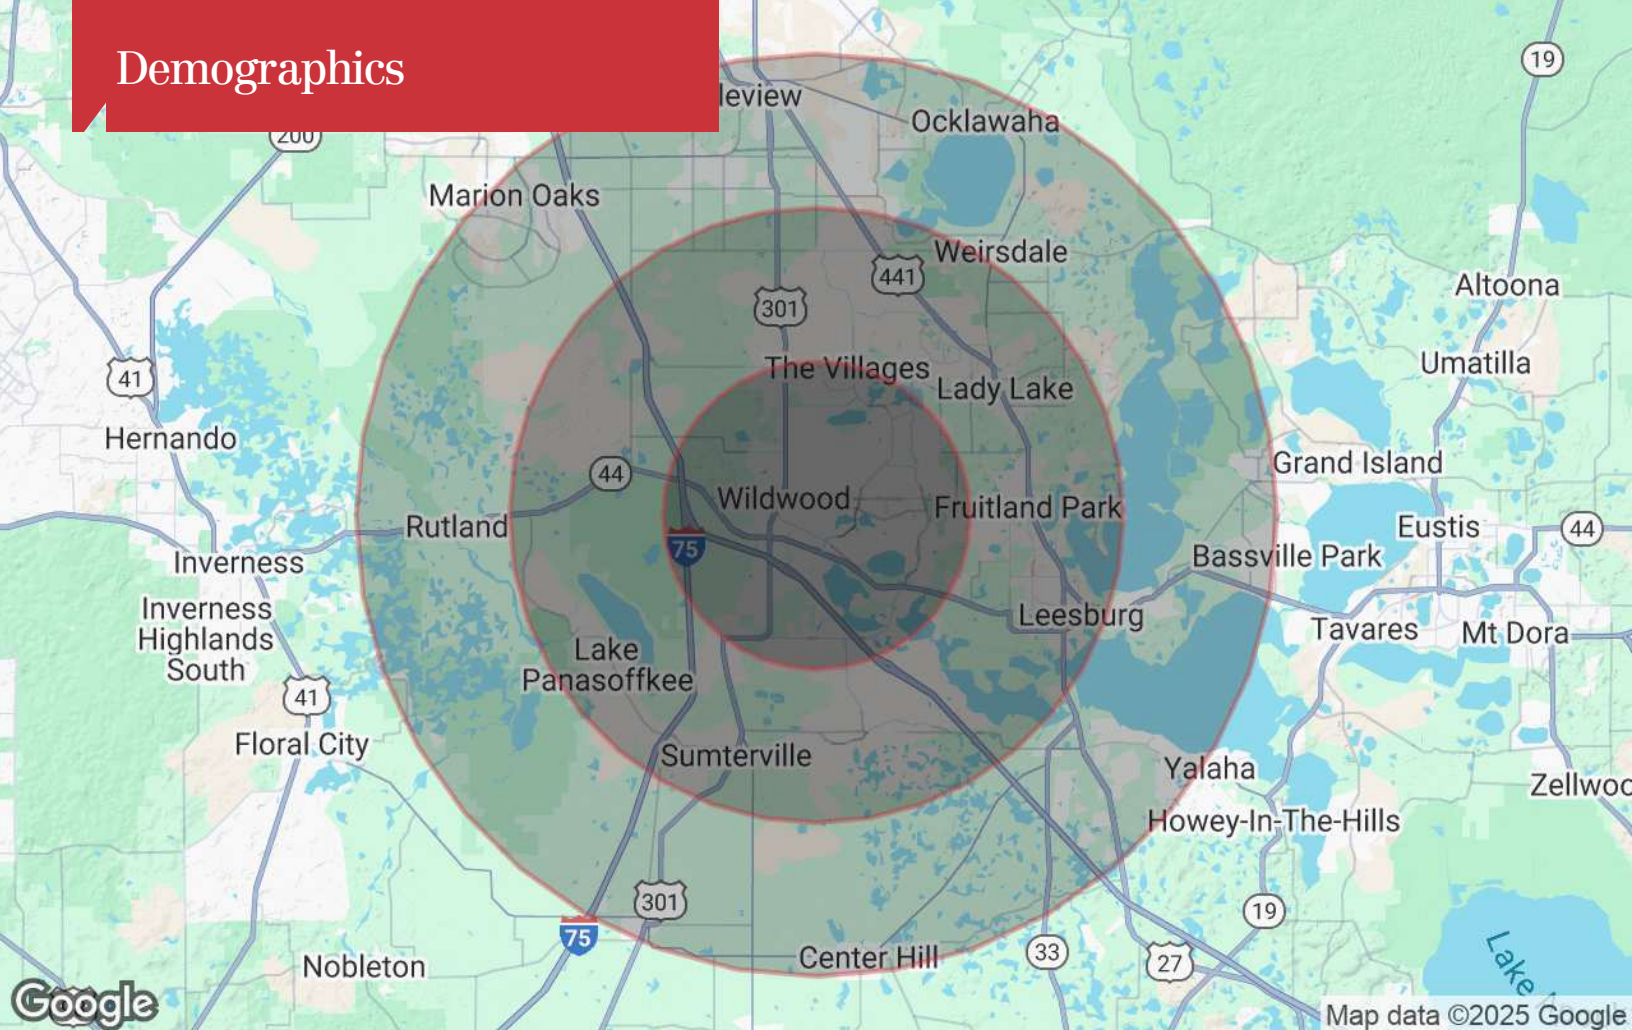 Demographics
19
leview
Ocklawaha
200
Marion Oaks
Weirsdale
441
Altoona
301
The Villages
Umatilla
41
Lady Lake
Hernando
Grand Island
44
Wildwood
Fruitland Park
Rutland
Eustis
44
75
Bassville Park
Inverness
Inverness
Highlands
South
Leesburg
Tavares
Mt Dora
Lake
Panasoffkee
41
Floral City
Sumterville
Yalaha
Zellwoo
Howey-In-The-Hills
301
19
75
Center Hill
33
27
Nobleton
Lake
Google
Map data ©2025 Google